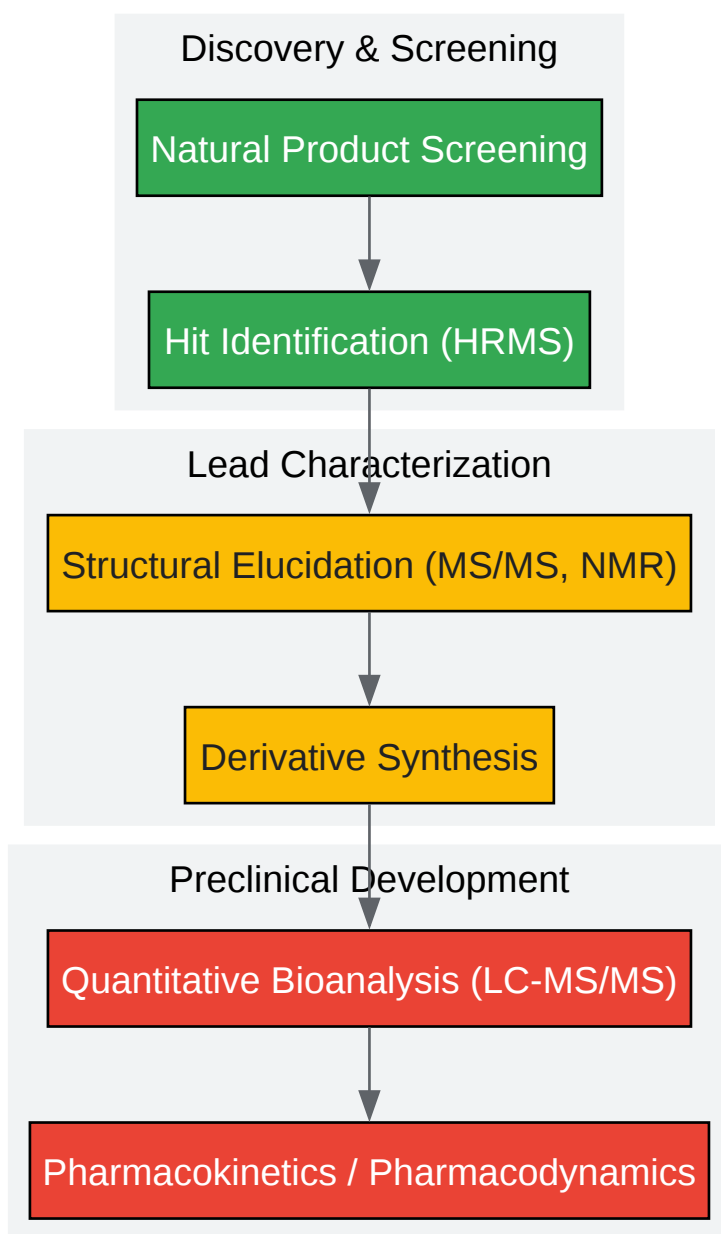 Discovery & Screening
Natural Product Screening
Hit Identification (HRMS)
Lead Characterization
Structural Elucidation (MS/MS, NMR)
Derivative Synthesis
Preclinical Development
Quantitative Bioanalysis (LC-MS/MS)
Pharmacokinetics / Pharmacodynamics